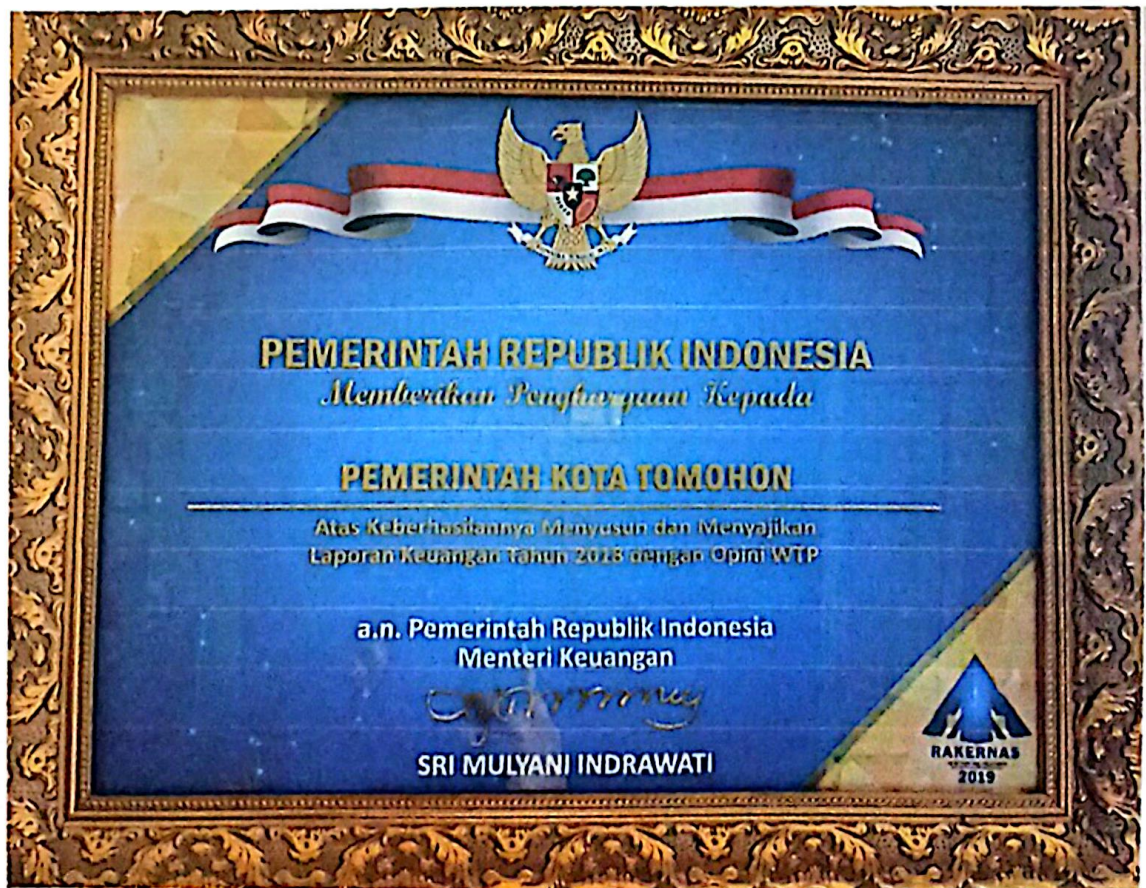 PEMERINTAH REPUBLIK INDONESIA
Memberikan Penghargaan Kepada
PEMERINTAH KOTA TOMOHON
Atas Keberhasilannya Menyusun dan Menyajikan
Laporan Keuangan Tahun 2018 dengan Opini WTP
a.n. Pemerintah Republik Indonesia
Menteri Keuangan
SRI MULYANI INDRAWATI
RAKERNAS
2019